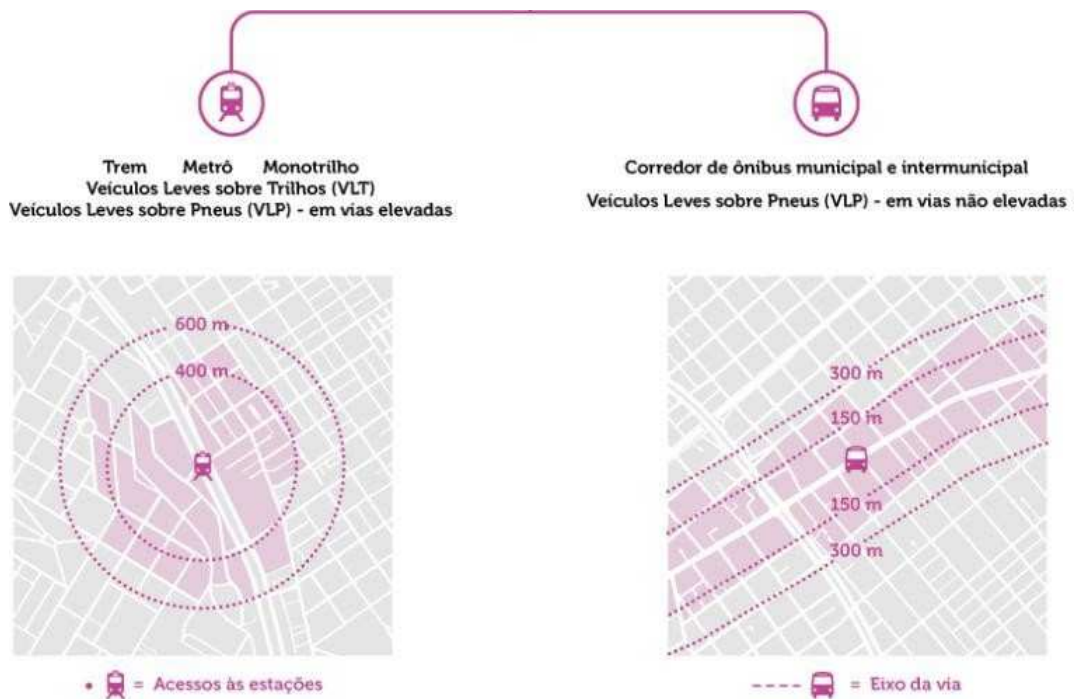 Trem Metrô Monotrilho
Veículos Leves sobre Trilhos (VLT)
Veículos Leves sobre Pneus (VLP) - em vias elevadas
Corredor de ônibus municipal e intermunicipal
Veículos Leves sobre Pneus (VLP) - em vias não elevadas
600 m
400 m
300 m
150 m
150 m
300 m
• = Acessos às estações
---- = Eixo da via